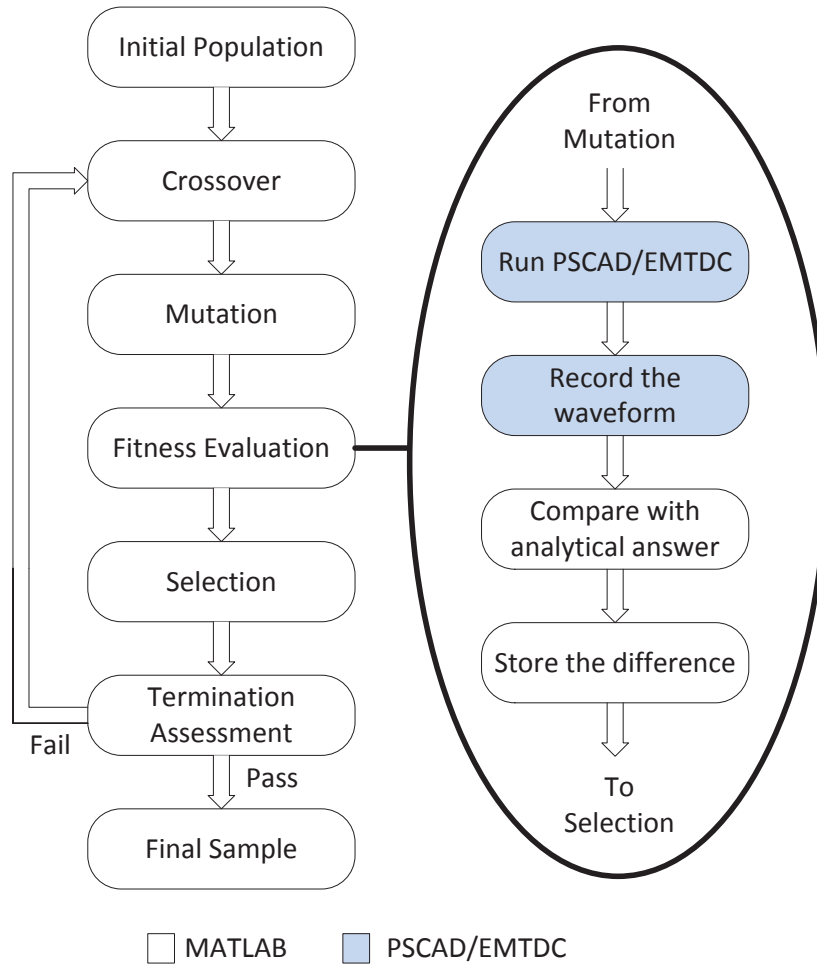 Initial Population
Crossover
Mutation
Fitness Evaluation
Selection
Termination
Assessment
Fail
Pass
Final Sample
From
Mutation
Run PSCAD/EMTDC
Record the
waveform
Compare with
analytical answer
Store the difference
To
Selection
MATLAB
PSCAD/EMTDC